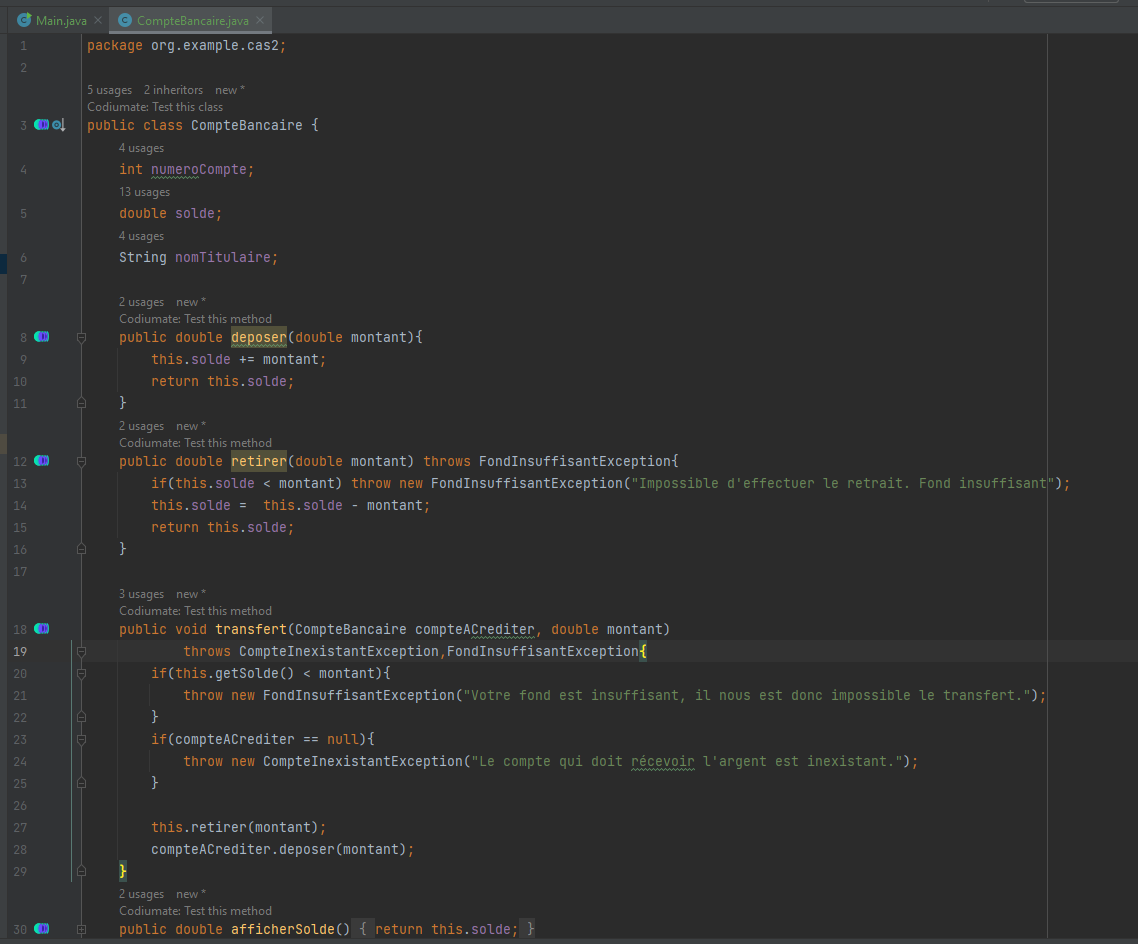 Main.java CompteBancaire.java
1 package org.example.cas2;
2
5 usages 2 inheritors new *
Codiumate: Test this class
3 public class CompteBancaire {
4 usages
4 int numeroCompte;
13 usages
5 double solde;
4 usages
6 String nomTitulaire;
7
2 usages new *
Codiumate: Test this method
8 public double deposer(double montant){
9 this.solde += montant;
10 return this.solde;
11 }
2 usages new *
Codiumate: Test this method
12 public double retirer(double montant) throws FondInsuffisantException{
13 if(this.solde < montant) throw new FondInsuffisantException("Impossible d'effectuer le retrait. Fond insuffisant");
14 this.solde =  this.solde - montant;
15 return this.solde;
16 }
17
3 usages new *
Codiumate: Test this method
18 public void transfert(CompteBancaire compteACrediter, double montant)
19 throws CompteInexistantException,FondInsuffisantException{
20 if(this.getSolde() < montant){
21 throw new FondInsuffisantException("Votre fond est insuffisant, il nous est donc impossible le transfert.");
22 }
23 if(compteACrediter == null){
24 throw new CompteInexistantException("Le compte qui doit récevoir l'argent est inexistant.");
25 }
26
27 this.retirer(montant);
28 compteACrediter.deposer(montant);
29 }
2 usages new *
Codiumate: Test this method
30 public double afficherSolde() { return this.solde; }